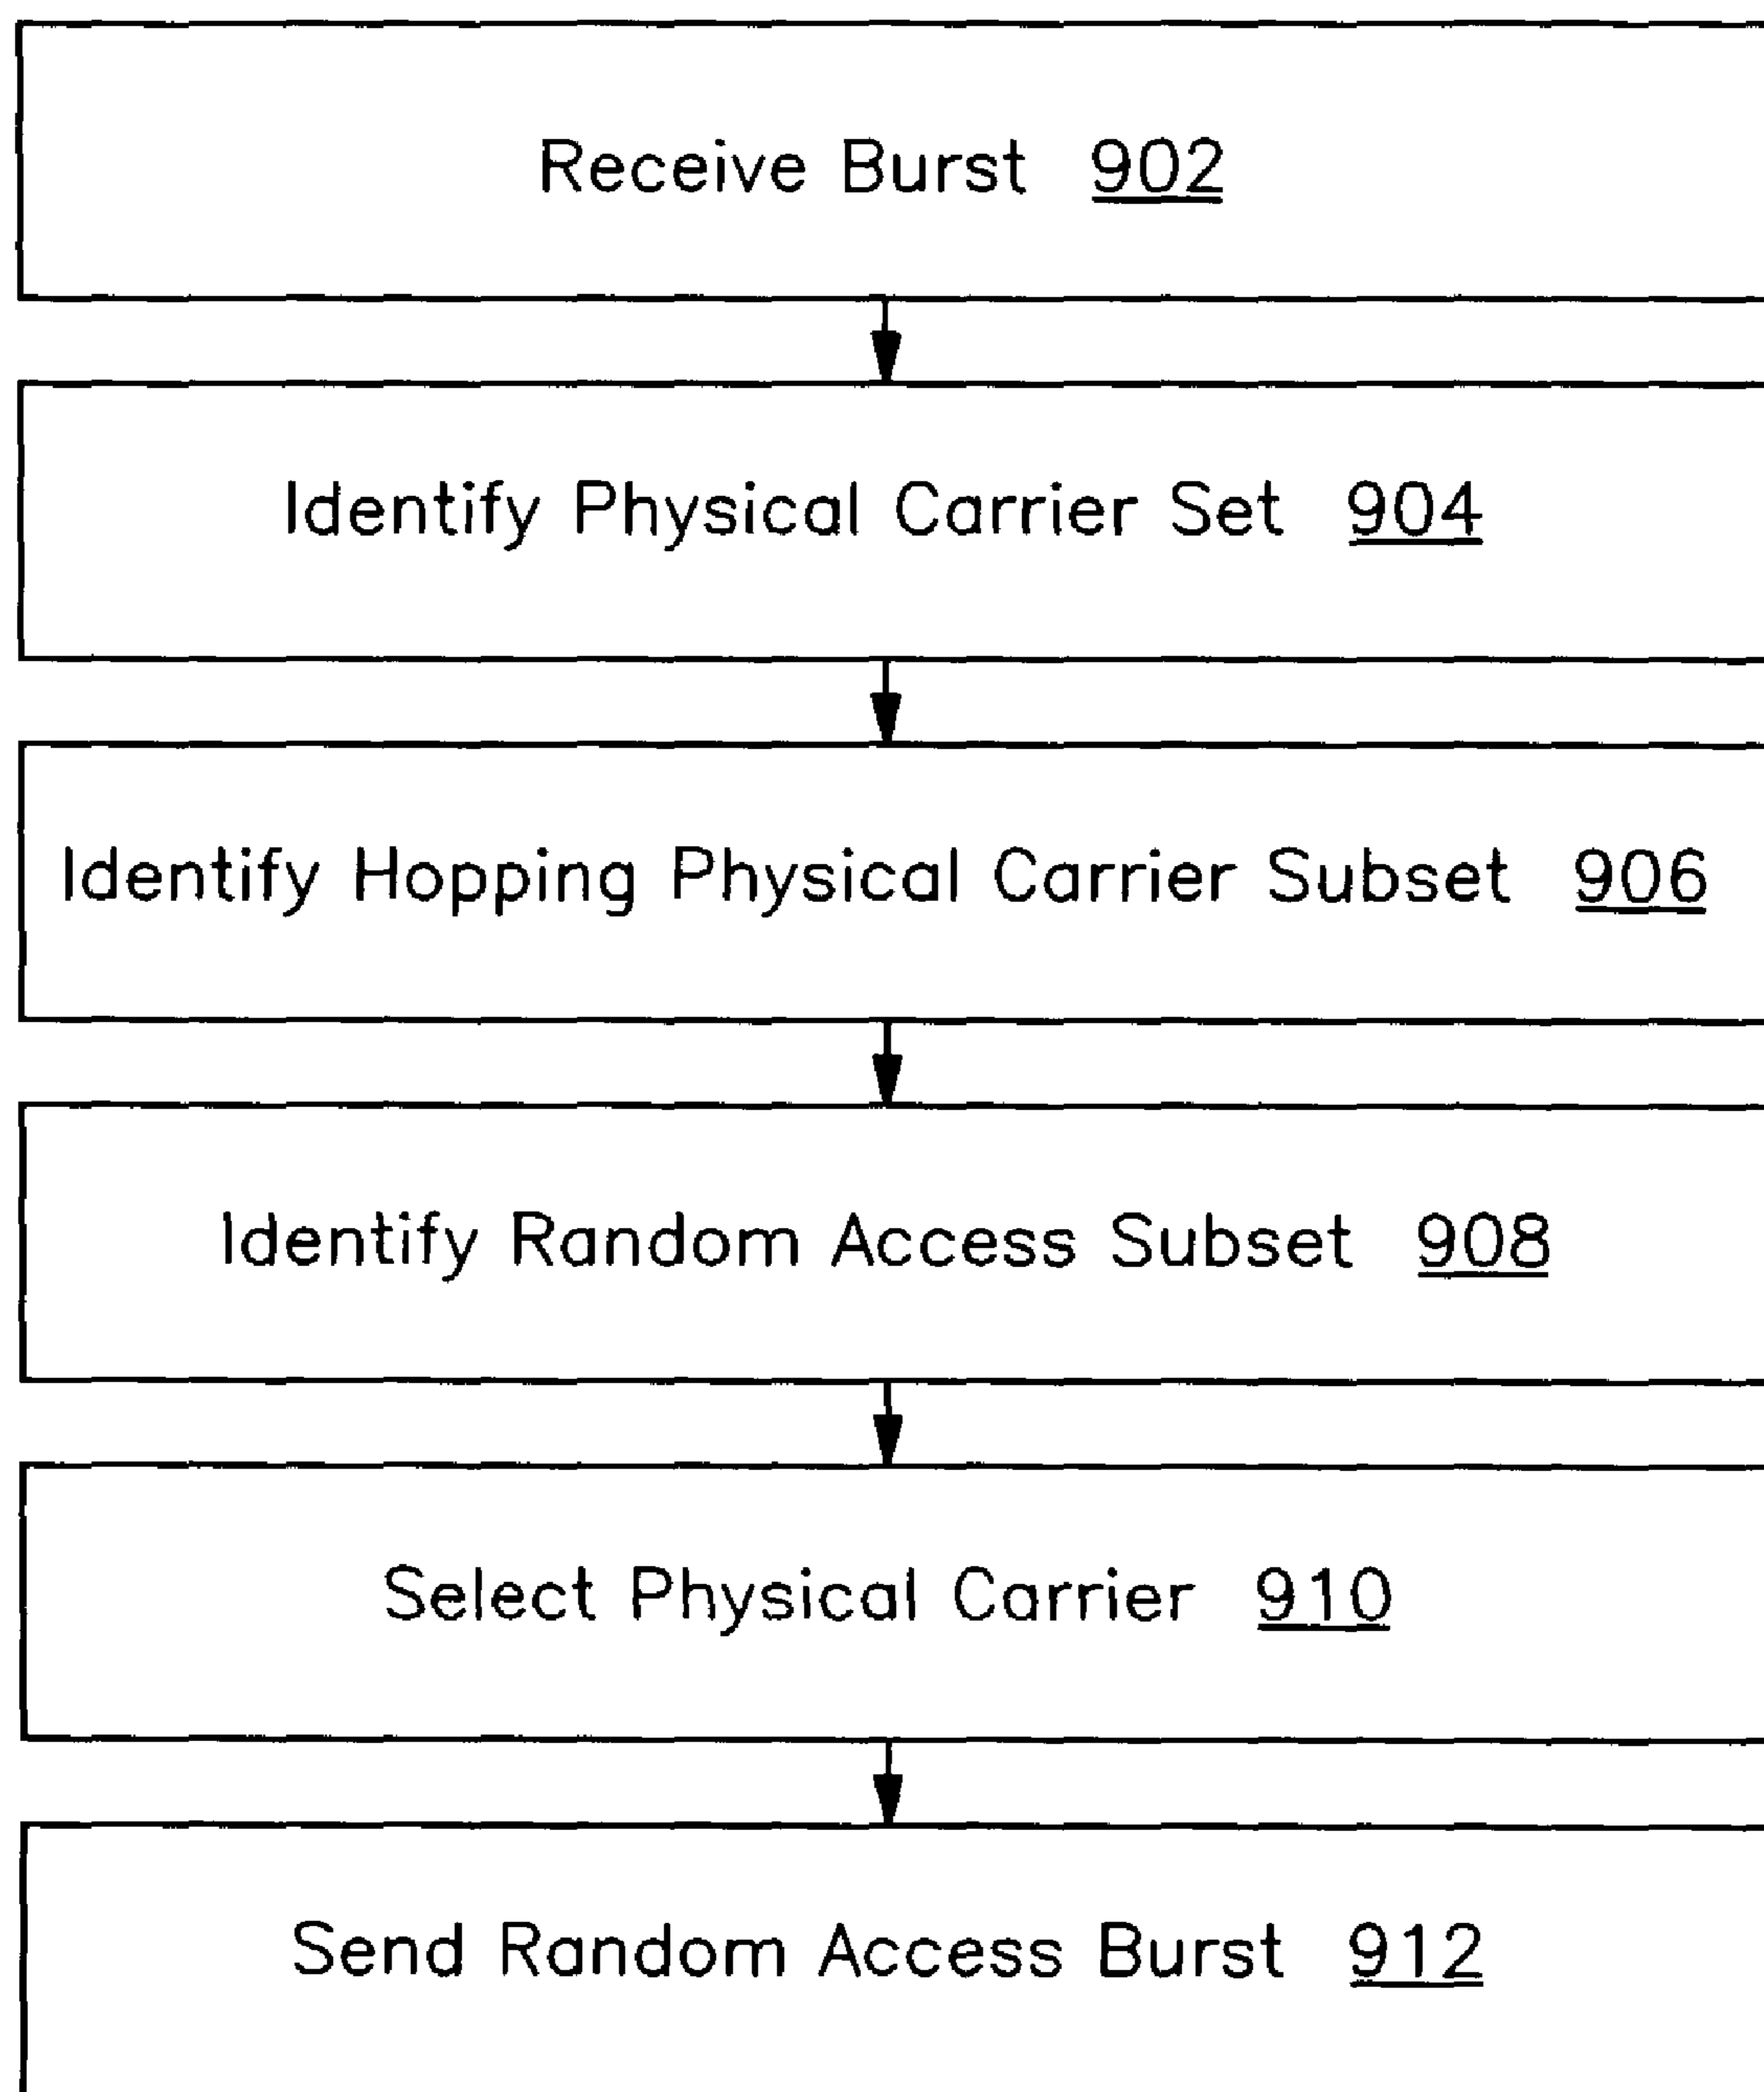 Receive Burst 902
Identify Physical Carrier Set 904
Identify Hopping Physical Carrier Subset 906
Identify Random Access Subset 908
Select Physical Carrier 910
Send Random Access Burst 912